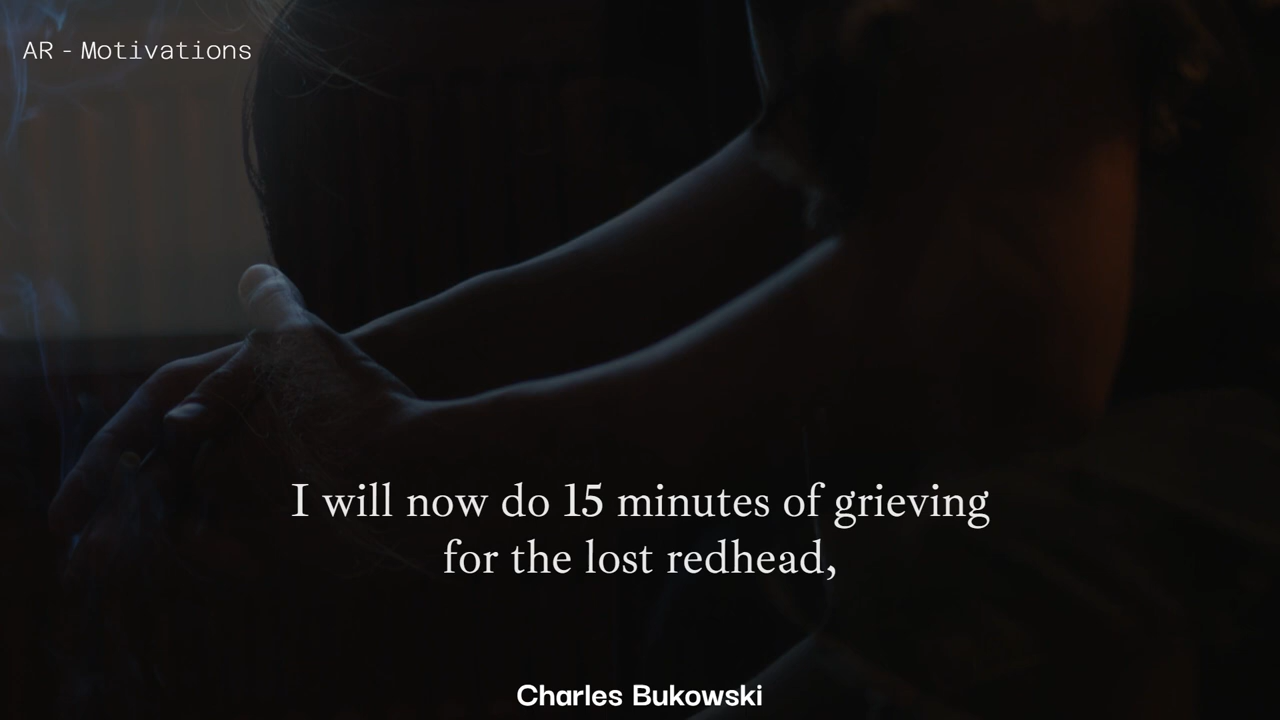 AR - Motivations
I will now do 15 minutes of grieving
for the lost redhead,
Charles Bukowski